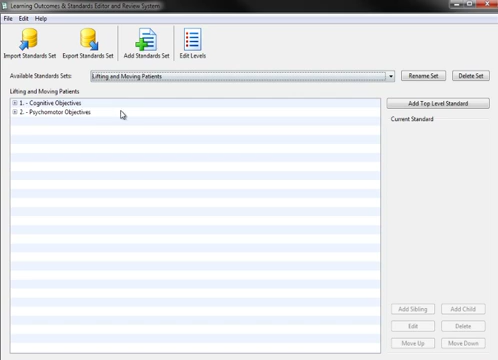 Learning Outcomes & Standards Editor and Review System
File Edit Help
Import Standards Set Export Standards Set Add Standards Set Edit Levels
Available Standards Sets: Lifting and Moving Patients Rename Set Delete Set
Lifting and Moving Patients
1. - Cognitive Objectives
2. - Psychomotor Objectives
Add Top Level Standard
Current Standard
Add Sibling Add Child
Edit Delete
Move Up Move Down